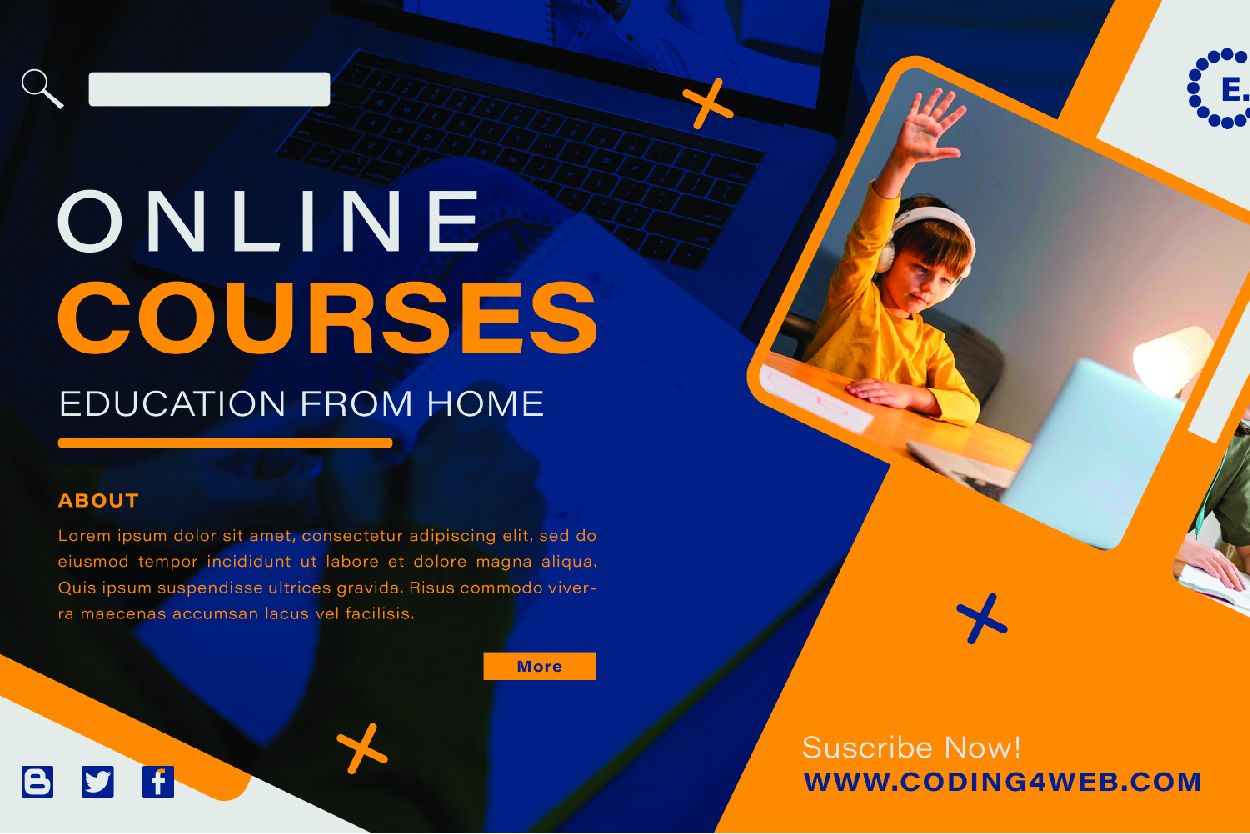 E.
ONLINE
COURSES
EDUCATION FROM HOME
ABOUT
Lorem ipsum dolor sit amet, consectetur adipiscing elit, sed do
eiusmod tempor incididunt ut labore et dolore magna aliqua.
Quis ipsum suspendisse ultrices gravida. Risus commodo viver-
ra maecenas accumsan lacus vel facilisis.
More
Suscribe Now!
WWW.CODING4WEB.COM